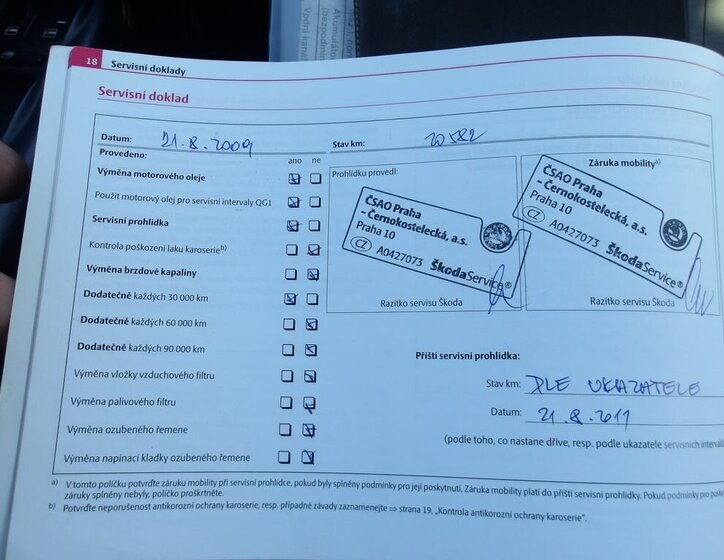 18 Servisní doklady
Servisní doklad
Datum: 21.8.2009 Stav km: 20582
Provedeno: ano ne
Výměna motorového oleje
Použit motorový olej pro servisní intervaly QG1
Servisní prohlídka
Kontrola poškození laku karoserie b)
Výměna brzdové kapaliny
Dodatečně každých 30 000 km
Dodatečně každých 60 000 km
Dodatečně každých 90 000 km
Výměna vložky vzduchového filtru
Výměna palivového filtru
Výměna ozubeného řemene
Výměna napínací kladky ozubeného řemene
Prohlídku provedl:
ČSAO Praha
- Černokostelecká, a.s.
Praha 10
CZ A0427073 ŠkodaService®
Razítko servisu Škoda
Záruka mobility a)
ČSAO Praha
- Černokostelecká, a.s.
Praha 10
CZ A0427073 ŠkodaService®
Razítko servisu Škoda
Příští servisní prohlídka:
Stav km: DLE UKAZATELE
Datum: 21.8.2011
(podle toho, co nastane dříve, resp. podle ukazatele servisních
a) V tomto políčku potvrďte záruku mobility při servisní prohlídce, pokud byly splněny podmínky pro její poskytnutí. Záruka mobility platí do příští servisní prohlídky. Pokud podmínky pro
záruky splněny nebyly, políčko proškrtněte.
b) Potvrďte neporušenost antikorozní ochrany karoserie, resp. případné závady zaznamenejte ⇒ strana 19, „Kontrola antikorozní ochrany karoserie".